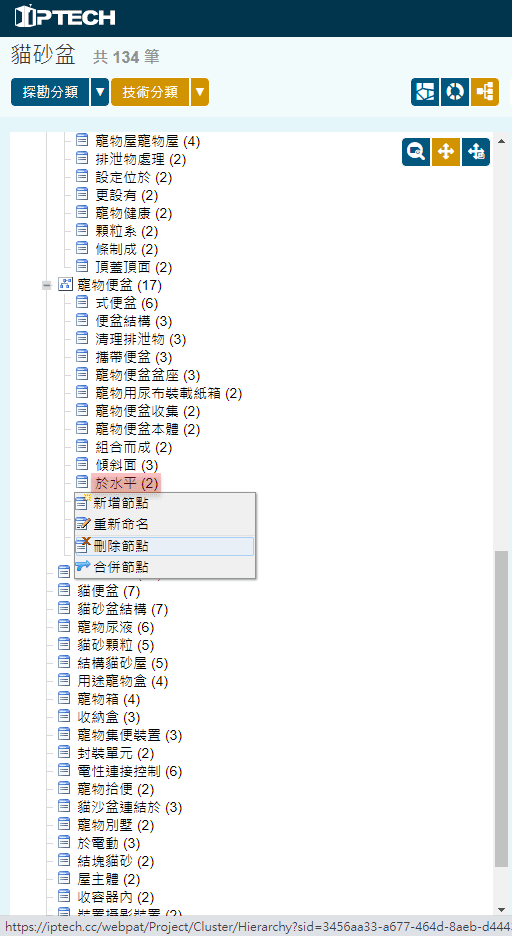 IPTECH
貓砂盆 共 134 筆
探勘分類 ▼ 技術分類 ▼
寵物屋寵物屋 (4)
排泄物處理 (2)
設定位於 (2)
更設有 (2)
寵物健康 (2)
顆粒系 (2)
條制成 (2)
頂蓋頂面 (2)
寵物便盆 (17)
式便盆 (6)
便盆結構 (3)
清理排泄物 (3)
攜帶便盆 (3)
寵物便盆盆座 (3)
寵物用尿布裝載紙箱 (2)
寵物便盆收集 (2)
寵物便盆本體 (2)
組合而成 (2)
傾斜面 (3)
於水平 (2)
新增節點
重新命名
刪除節點
合併節點
貓便盆 (7)
貓砂盆結構 (7)
寵物尿液 (6)
貓砂顆粒 (5)
結構貓砂屋 (5)
用途寵物盒 (4)
寵物箱 (4)
收納盒 (3)
寵物集便裝置 (3)
封裝單元 (2)
電性連接控制 (6)
寵物拾便 (2)
貓沙盆連結於 (3)
寵物別墅 (2)
於電動 (3)
結塊貓砂 (2)
屋主體 (2)
收容器內 (2)
裝置攝影裝置 (2)
https://iptech.cc/webpat/Project/Cluster/Hierarchy?sid=3456aa33-a677-464d-8aeb-d444